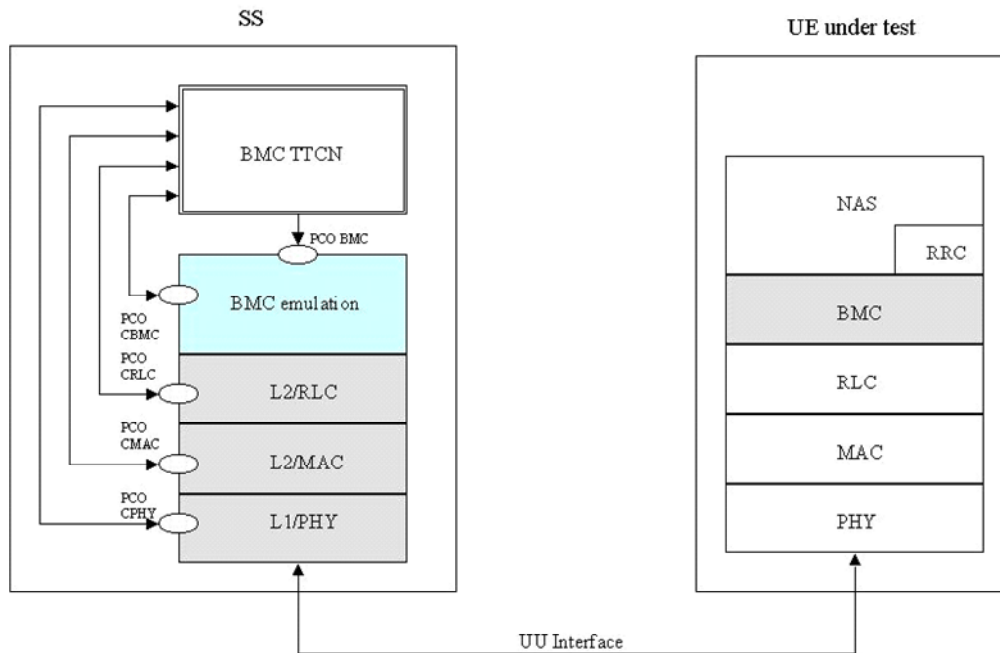 SS
UE under test
BMC TTCN
PCO BMC
BMC emulation
PCO
CBMC
PCO
CRLC
L2/RLC
PCO
CMAC
L2/MAC
PCO
CPHY
L1/PHY
NAS
RRC
BMC
RLC
MAC
PHY
UU Interface